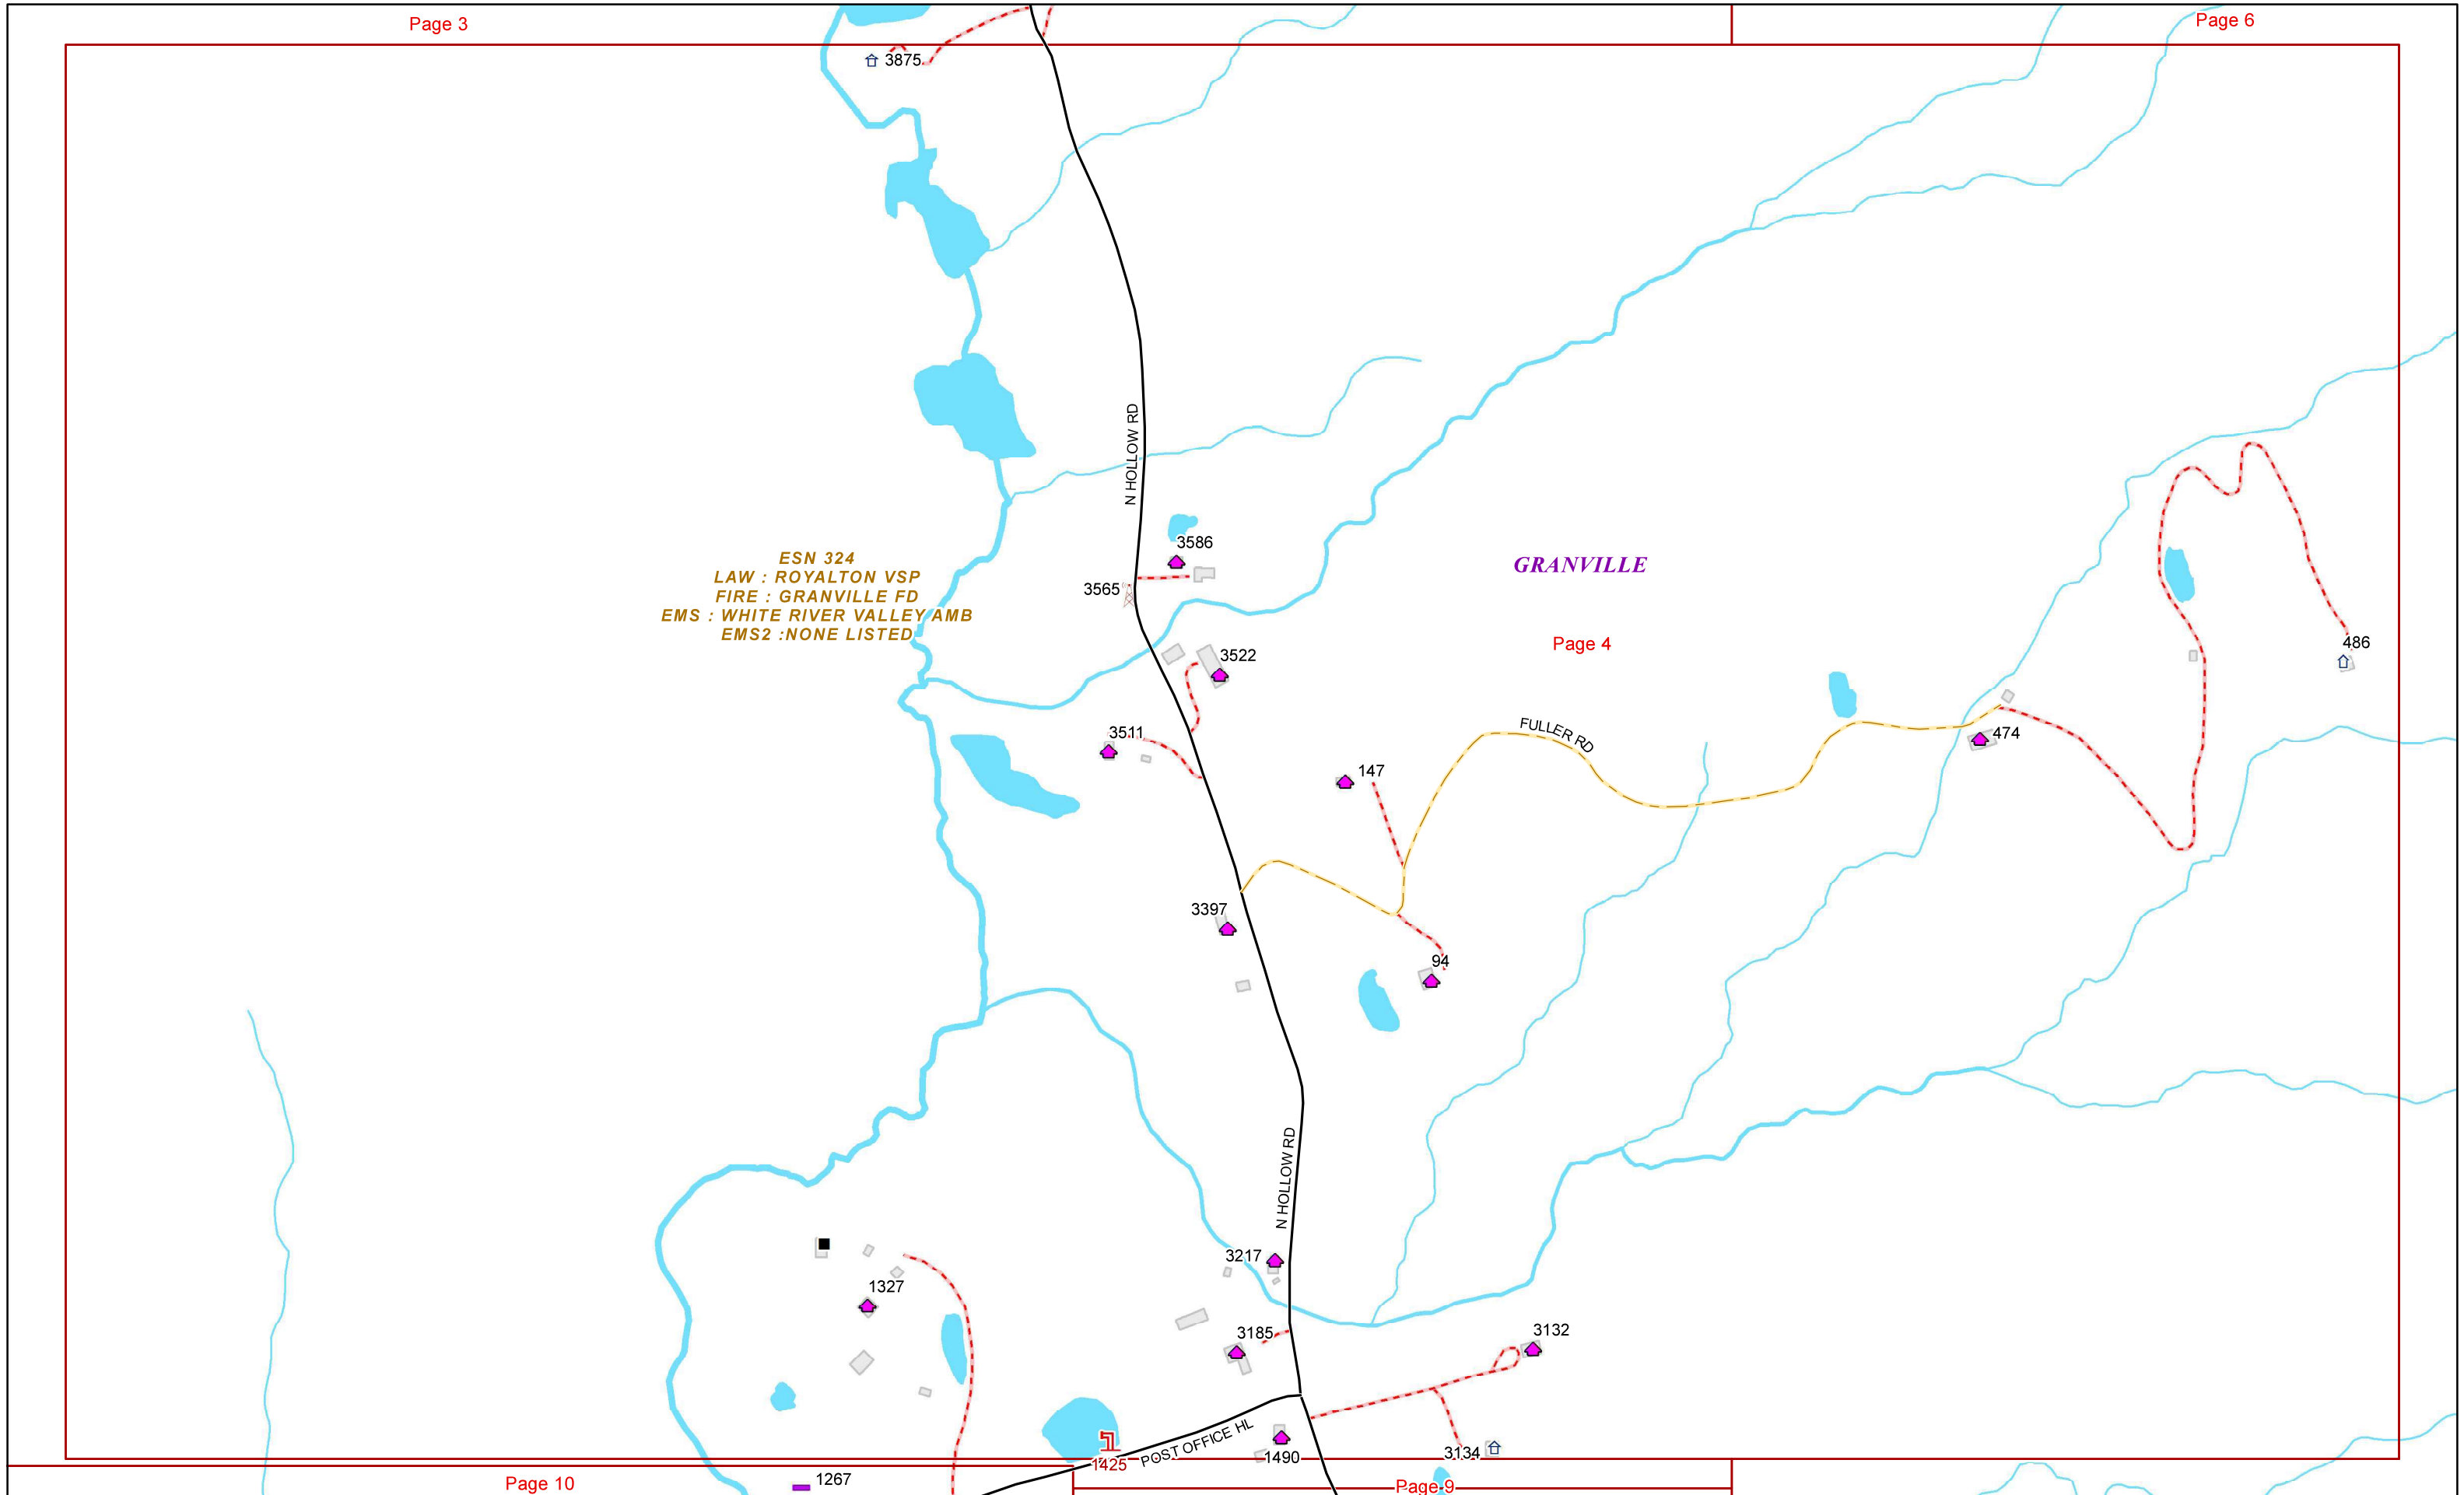 Page 3
Page 6
3875
N HOLLOW RD
3586
ESN 324
LAW : ROYALTON VSP
FIRE : GRANVILLE FD
EMS : WHITE RIVER VALLEY AMB
EMS2 :NONE LISTED
GRANVILLE
3565
Page 4
486
3522
3511
FULLER RD
474
147
3397
94
N HOLLOW RD
3217
1327
3185
3132
POST OFFICE HL
3134
1490
1425
1267
Page 10
Page 9